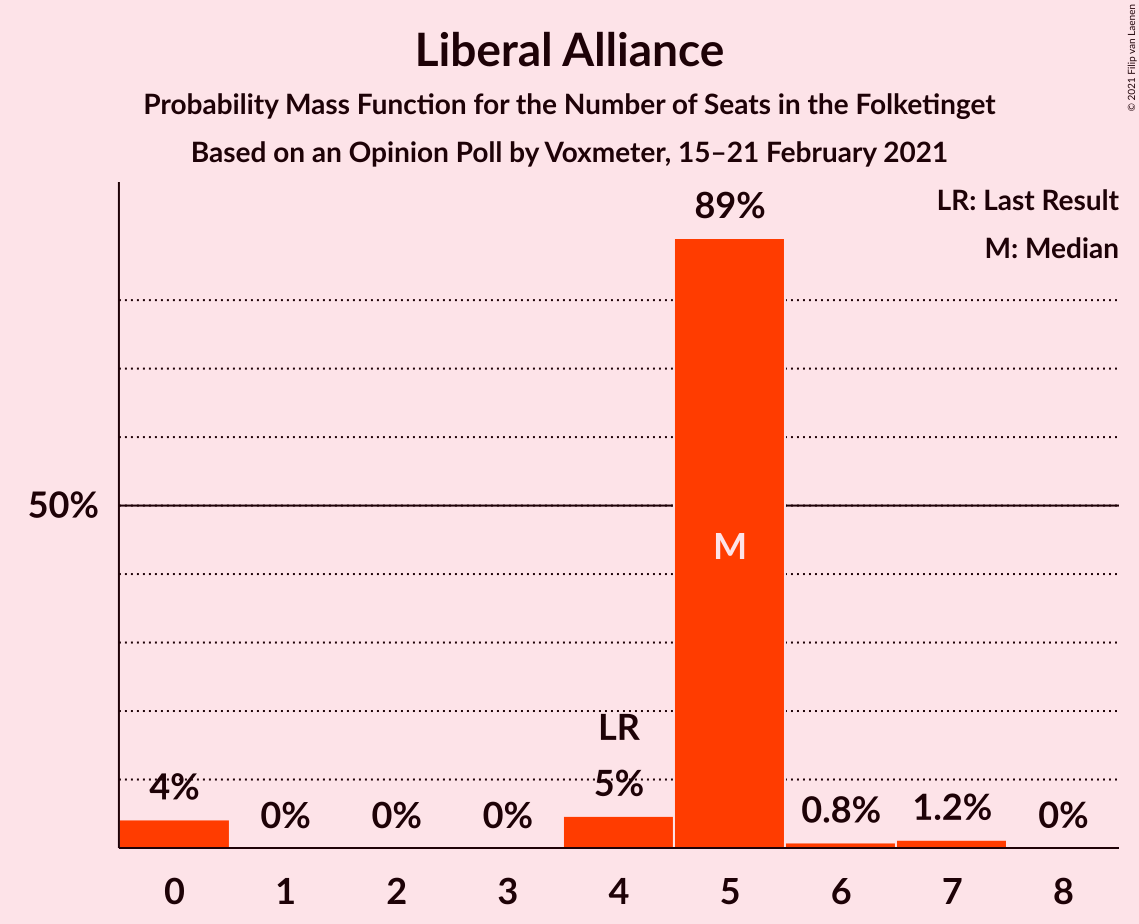 Liberal Alliance
Probability Mass Function for the Number of Seats in the Folketinget
Based on an Opinion Poll by Voxmeter, 15–21 February 2021
© 2021 Filip van Laenen
LR: Last Result
M: Median
89%
50%
M
LR
4%
0%
0%
0%
5%
0.8%
1.2%
0%
0 1 2 3 4 5 6 7 8